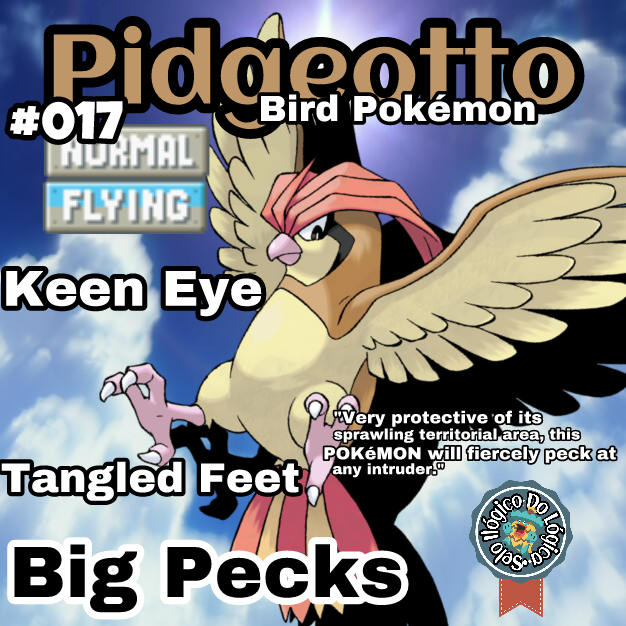 Pidgeotto
Bird Pokémon
#017
NORMAL
FLYING
Keen Eye
"Very protective of its
sprawling territorial area, this
POKéMON will fiercely peck at
any intruder."
Tangled Feet
Big Pecks
Selo Ilógico Do Lógico